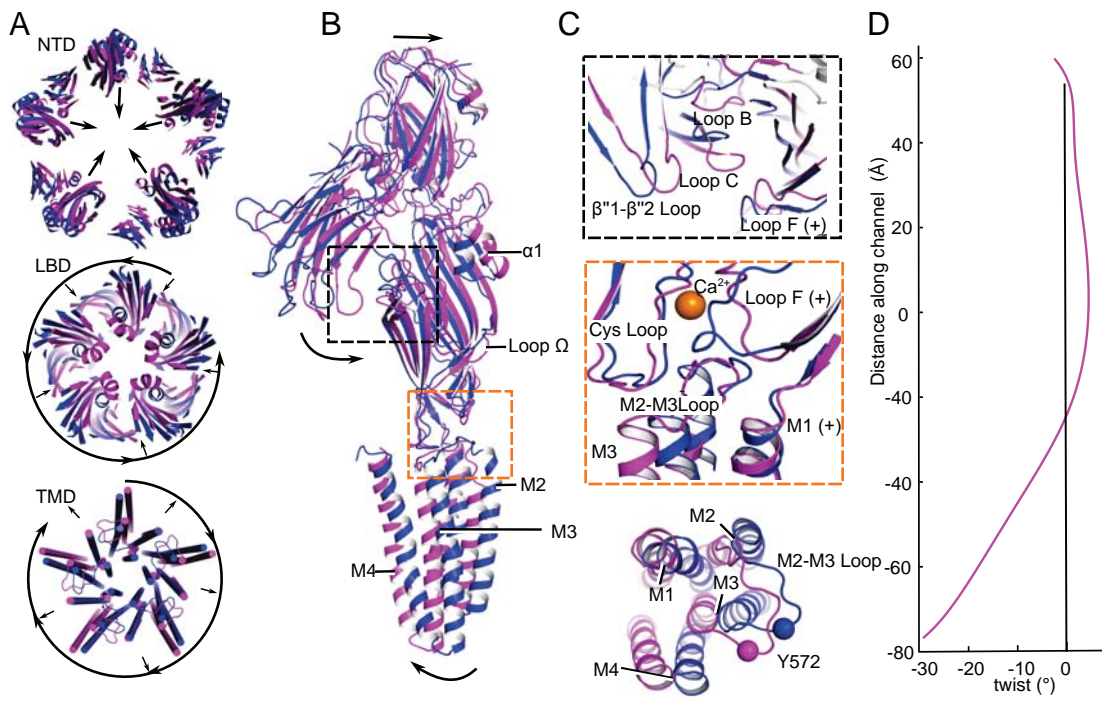 A
NTD
LBD
TMD
B
α1
Loop Ω
M2
M3
M4
C
Loop B
Loop C
β"1-β"2 Loop
Loop F (+)
Ca²⁺
Loop F (+)
Cys Loop
M2-M3Loop
M1 (+)
M3
M2
M2-M3 Loop
M1
M3
Y572
M4
D
Distance along channel (Å)
60
40
20
0
-20
-40
-40
-60
-80
-30
-20
-10
0
twist (°)